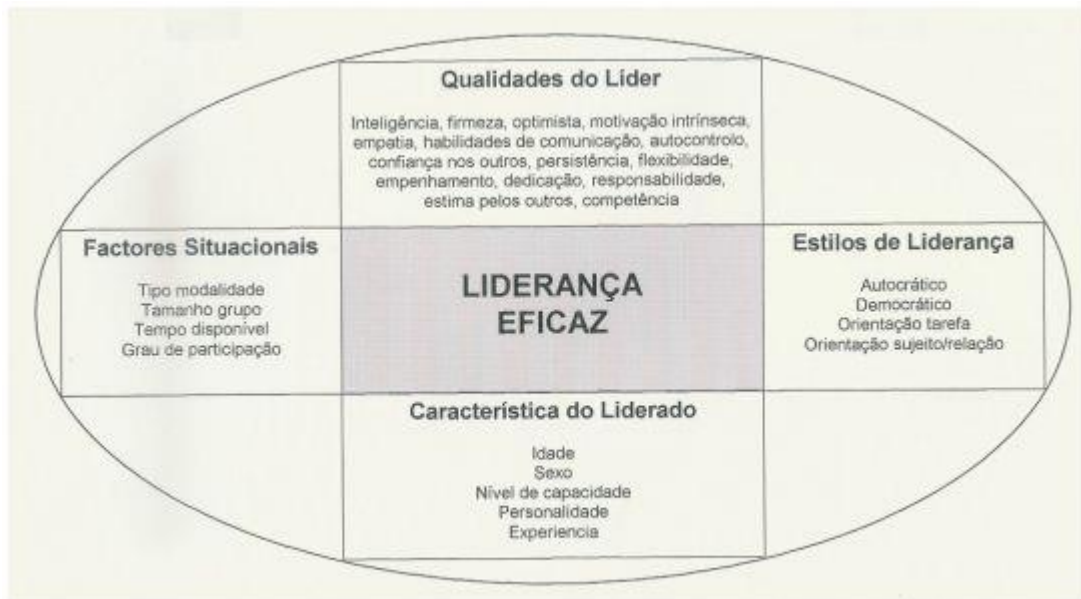 Qualidades do Líder
Inteligência, firmeza, optimista, motivação intrínseca,
empatia, habilidades de comunicação, autocontrolo,
confiança nos outros, persistência, flexibilidade,
empenhamento, dedicação, responsabilidade,
estima pelos outros, competência
Factores Situacionais
Tipo modalidade
Tamanho grupo
Tempo disponível
Grau de participação
LIDERANÇA
EFICAZ
Estilos de Liderança
Autocrático
Democrático
Orientação tarefa
Orientação sujeito/relação
Característica do Liderado
Idade
Sexo
Nível de capacidade
Personalidade
Experiencia